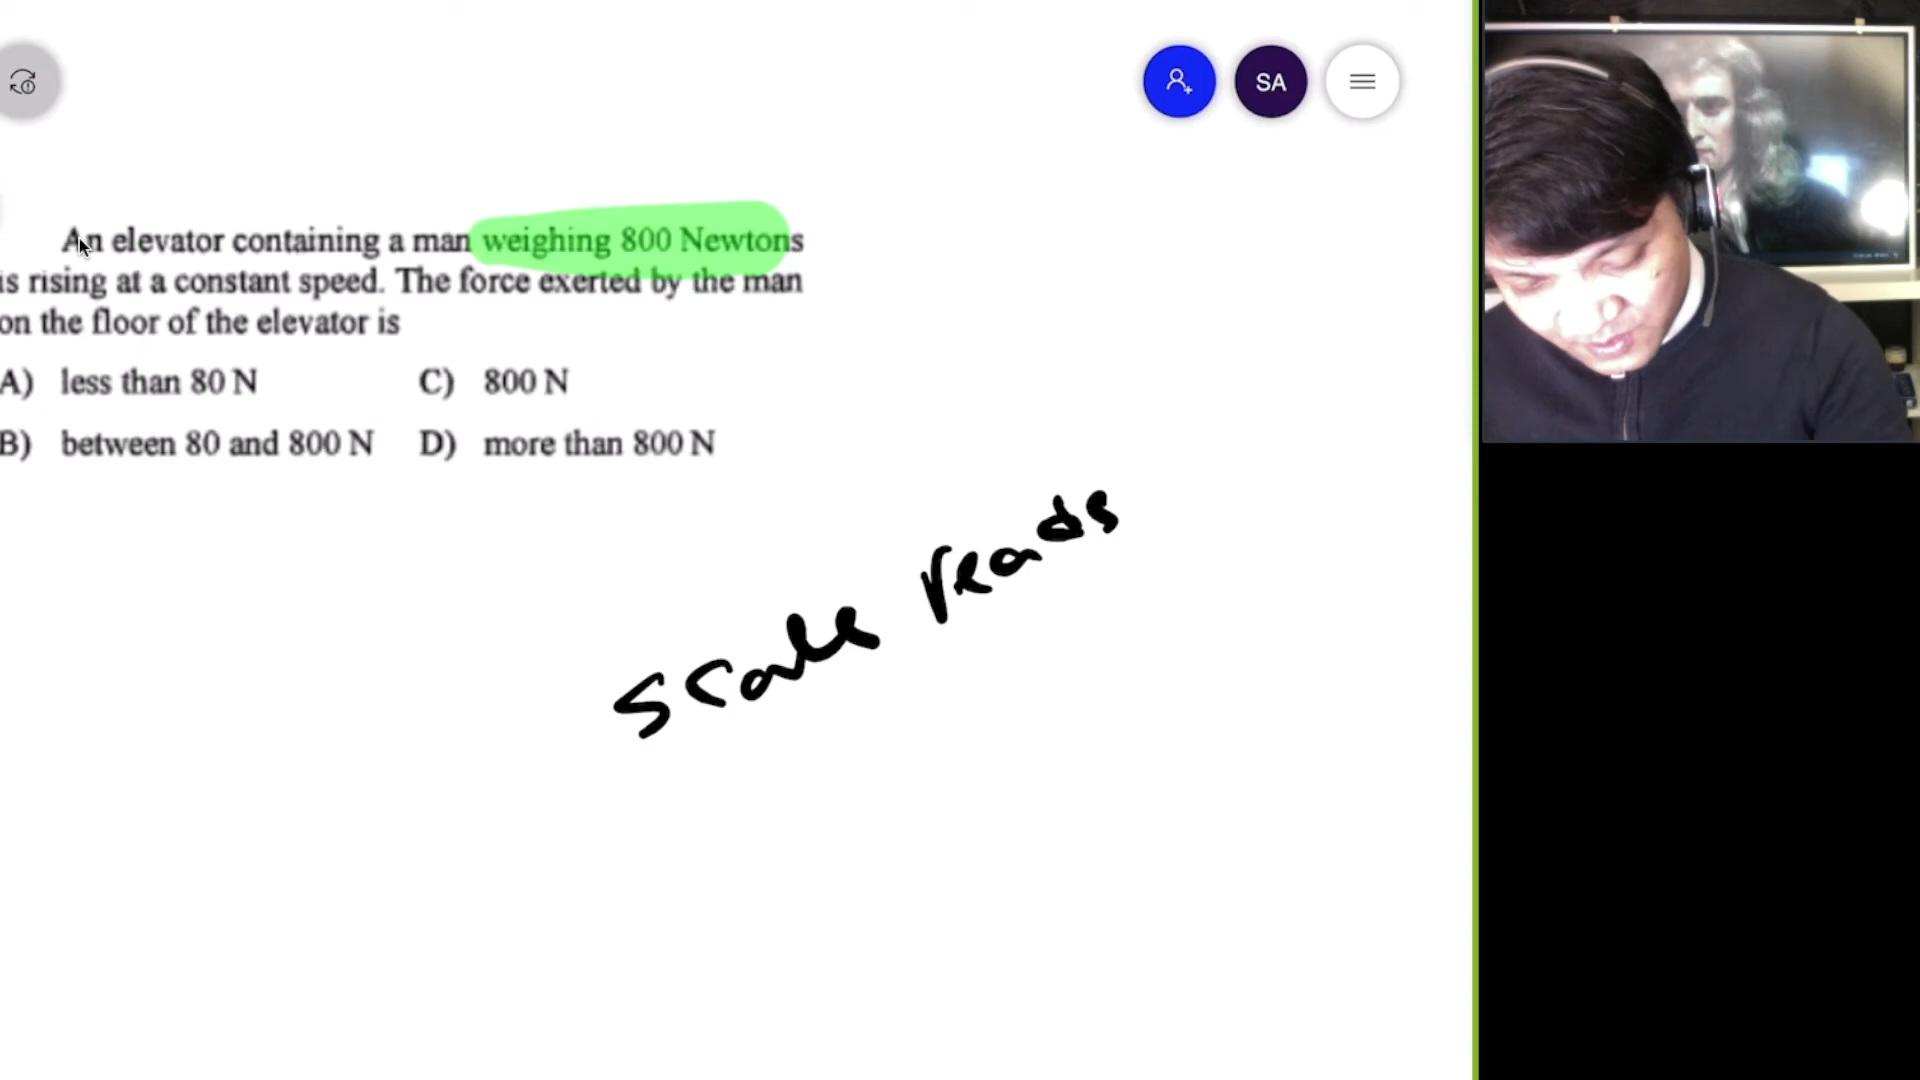 SA
An elevator containing a man weighing 800 Newtons
is rising at a constant speed. The force exerted by the man
on the floor of the elevator is
A) less than 80 N C) 800 N
B) between 80 and 800 N D) more than 800 N
scale reads